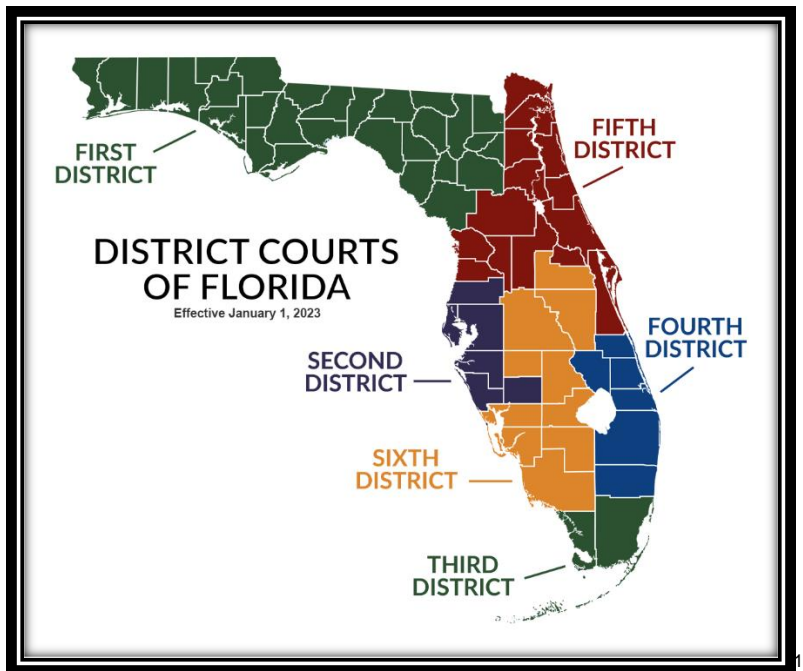 FIRST
DISTRICT
FIFTH
DISTRICT
DISTRICT COURTS
OF FLORIDA
Effective January 1, 2023
SECOND
DISTRICT
FOURTH
DISTRICT
SIXTH
DISTRICT
THIRD
DISTRICT
1